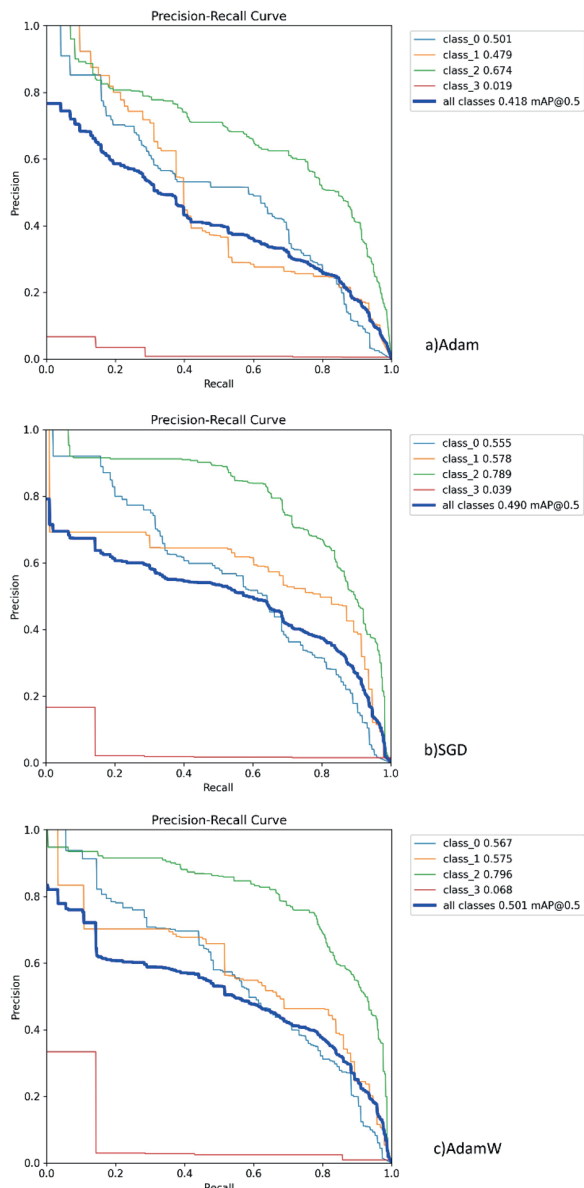 Precision-Recall Curve
1.0
0.8
0.6
0.4
0.2
0.0
Precision
0.0 0.2 0.4 0.6 0.8 1.0
Recall
class_0 0.501
class_1 0.479
class_2 0.674
class_3 0.019
all classes 0.418 mAP@0.5
a)Adam
Precision-Recall Curve
1.0
0.8
0.6
0.4
0.2
0.0
Precision
0.0 0.2 0.4 0.6 0.8 1.0
Recall
class_0 0.555
class_1 0.578
class_2 0.789
class_3 0.039
all classes 0.490 mAP@0.5
b)SGD
Precision-Recall Curve
1.0
0.8
0.6
0.4
0.2
0.0
Precision
0.0 0.2 0.4 0.6 0.8 1.0
Recall
class_0 0.567
class_1 0.575
class_2 0.796
class_3 0.068
all classes 0.501 mAP@0.5
c)AdamW